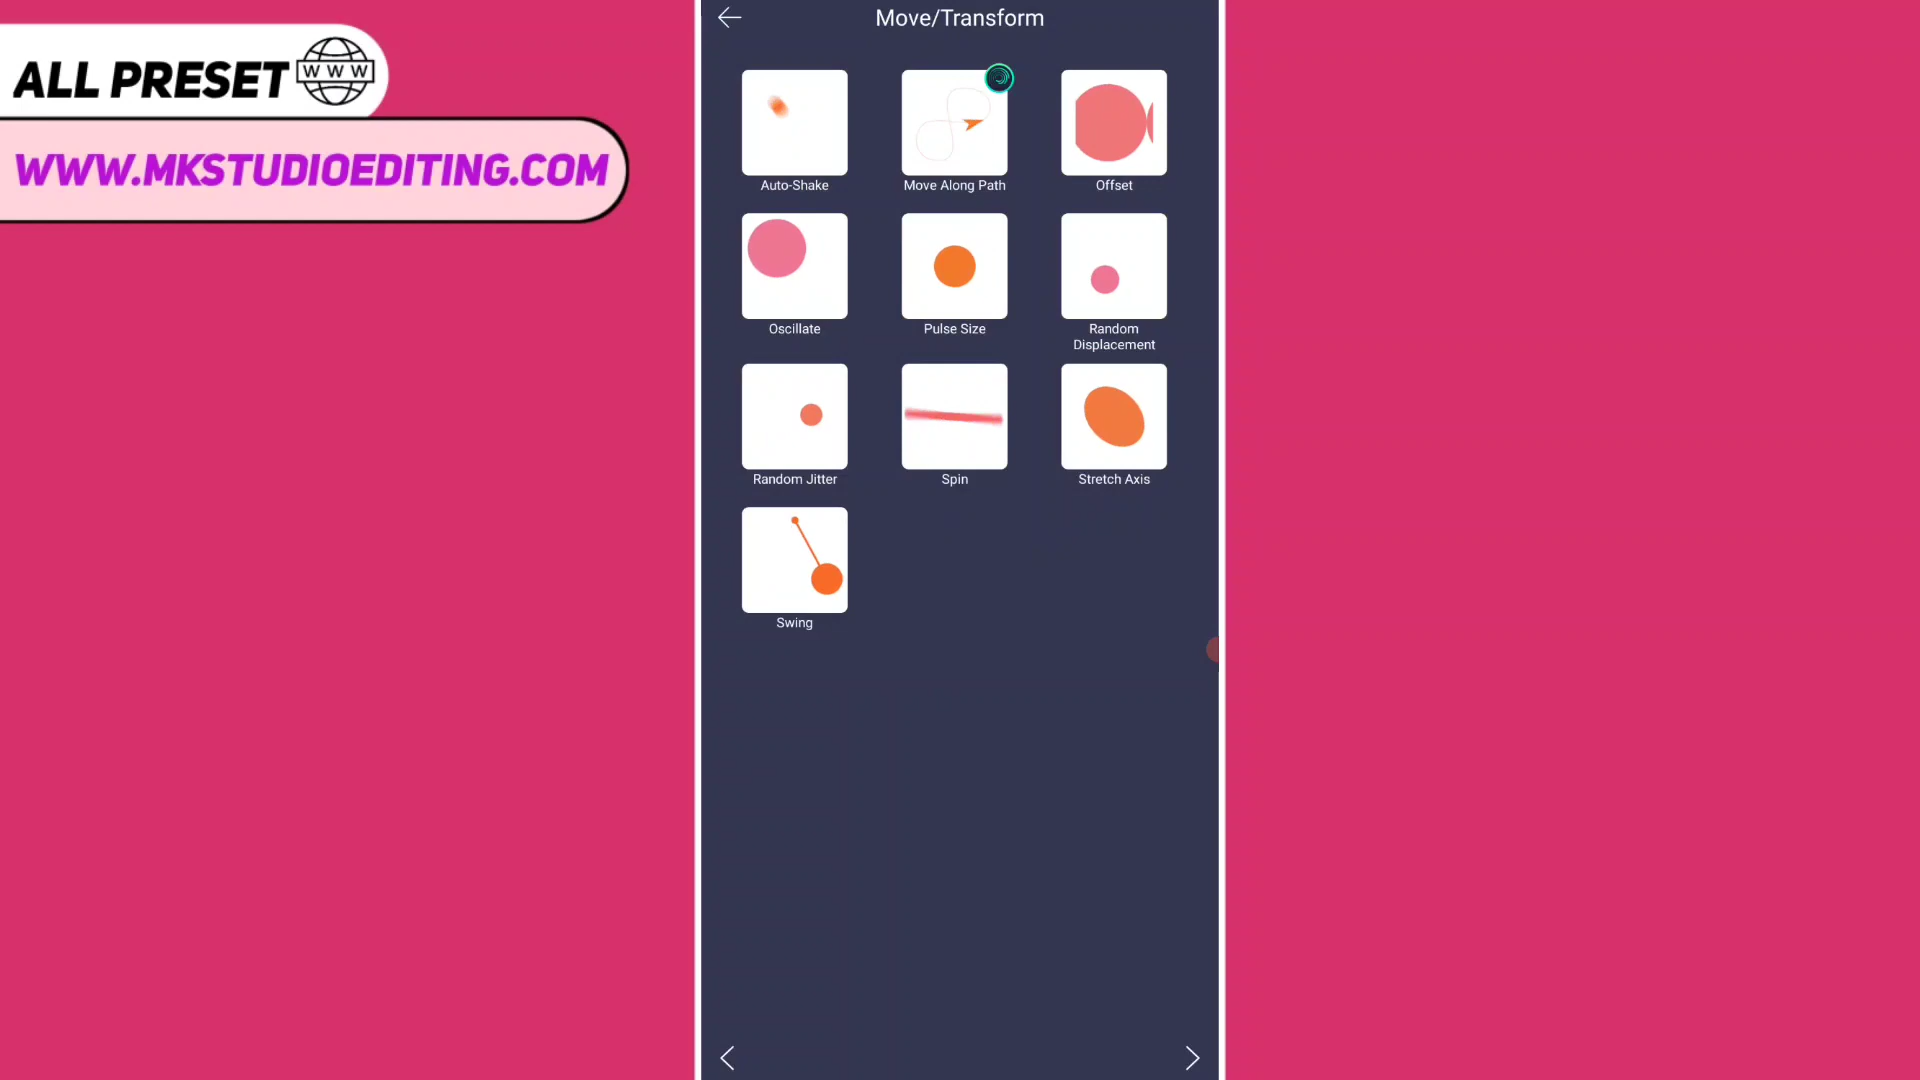 Move/Transform
ALL PRESET
WWW
WWW.MKSTUDIOEDITING.COM
Auto-Shake
Move Along Path
Offset
Oscillate
Pulse Size
Random
Displacement
Random Jitter
Spin
Stretch Axis
Swing